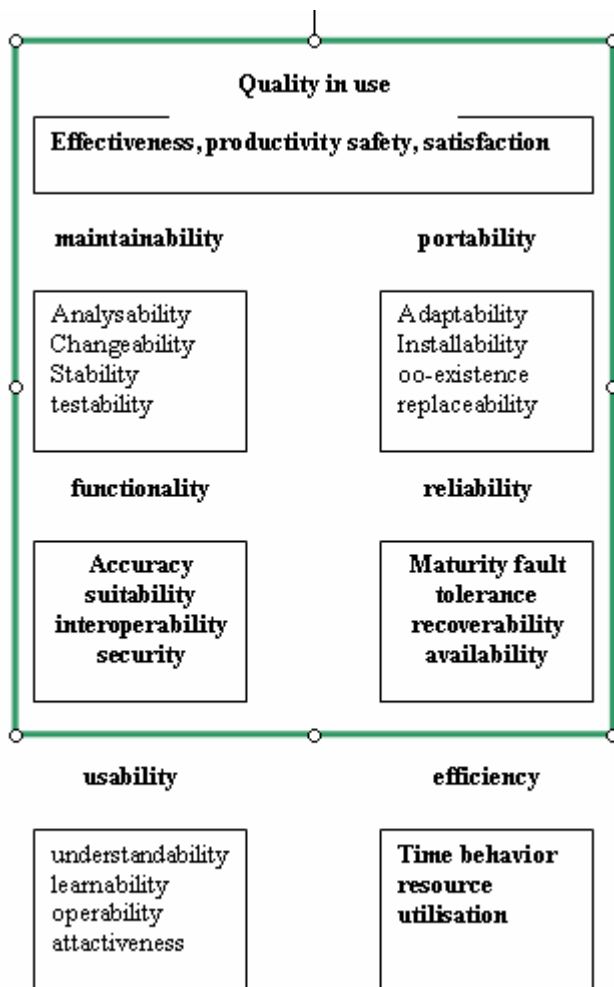 Quality in use
Effectiveness, productivity safety, satisfaction
maintainability
portability
Analysability
Changeability
Stability
testability
Adaptability
Installability
oo-existence
replaceability
functionality
reliability
Accuracy
suitability
interoperability
security
Maturity fault
tolerance
recoverability
availability
usability
efficiency
understandability
learnability
operability
attactiveness
Time behavior
resource
utilisation